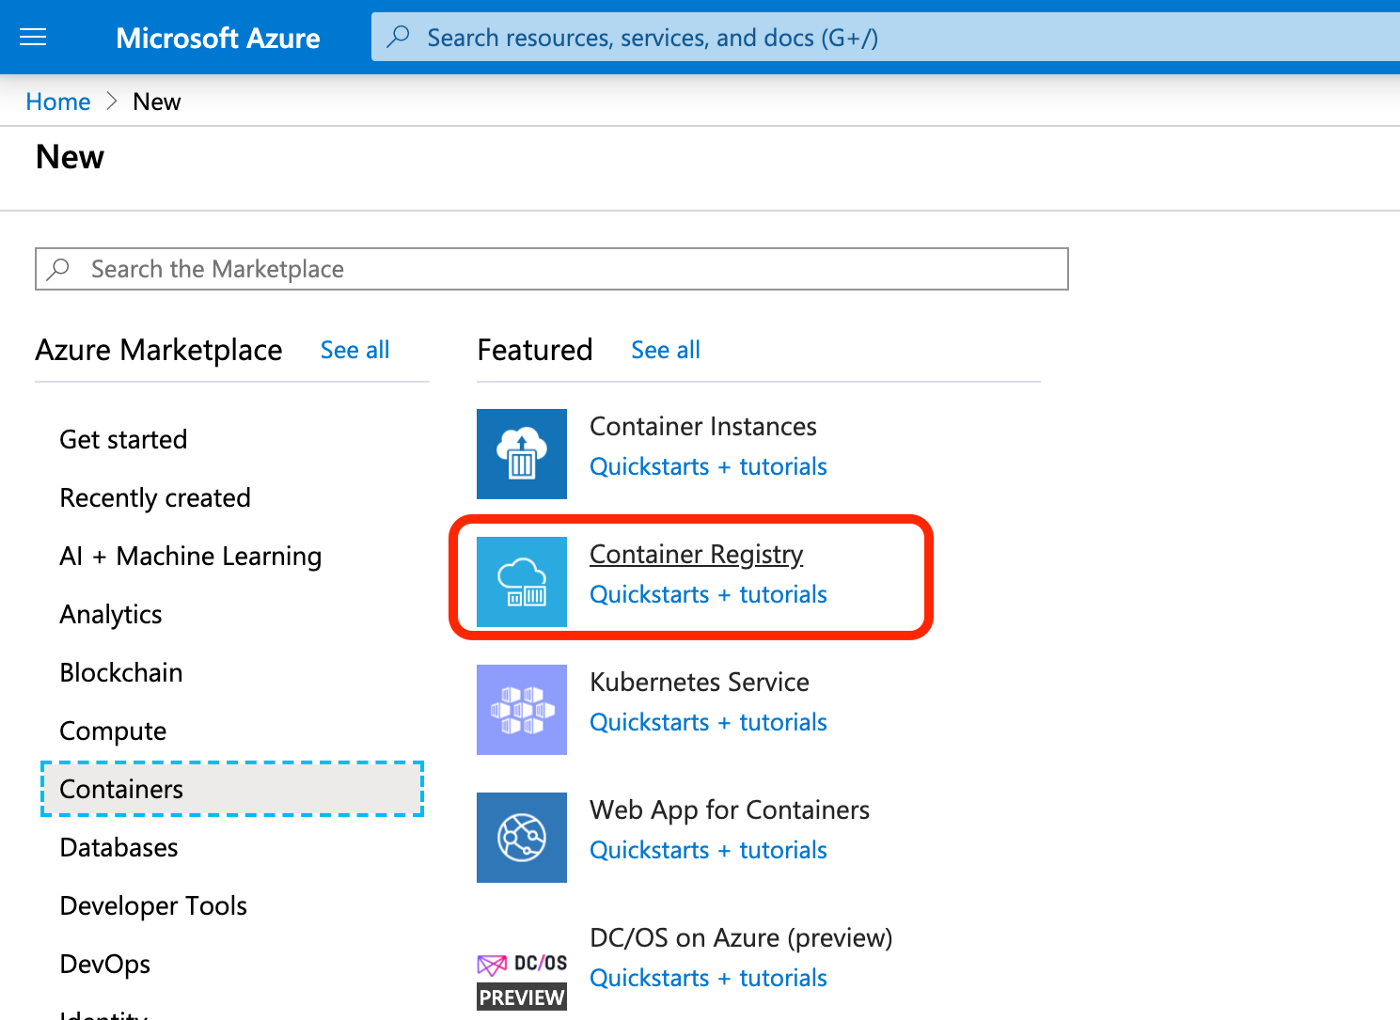 Microsoft Azure
Search resources, services, and docs (G+/)
Home > New
New
Search the Marketplace
Azure Marketplace See all
Get started
Recently created
AI + Machine Learning
Analytics
Blockchain
Compute
Containers
Databases
Developer Tools
DevOps
Identity
Featured See all
Container Instances
Quickstarts + tutorials
Container Registry
Quickstarts + tutorials
Kubernetes Service
Quickstarts + tutorials
Web App for Containers
Quickstarts + tutorials
DC/OS
PREVIEW
DC/OS on Azure (preview)
Quickstarts + tutorials